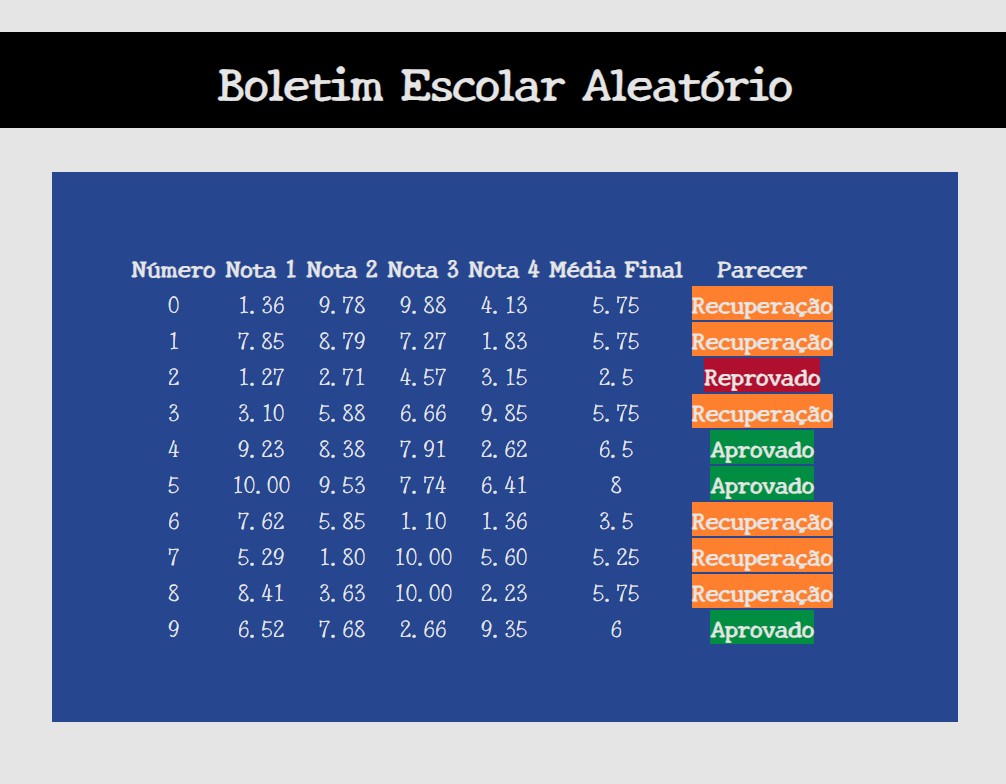 Boletim Escolar Aleatório
Número Nota 1 Nota 2 Nota 3 Nota 4 Média Final Parecer
0 1.36 9.78 9.88 4.13 5.75 Recuperação
1 7.85 8.79 7.27 1.83 5.75 Recuperação
2 1.27 2.71 4.57 3.15 2.5 Reprovado
3 3.10 5.88 6.66 9.85 5.75 Recuperação
4 9.23 8.38 7.91 2.62 6.5 Aprovado
5 10.00 9.53 7.74 6.41 8 Aprovado
6 7.62 5.85 1.10 1.36 3.5 Recuperação
7 5.29 1.80 10.00 5.60 5.25 Recuperação
8 8.41 3.63 10.00 2.23 5.75 Recuperação
9 6.52 7.68 2.66 9.35 6 Aprovado